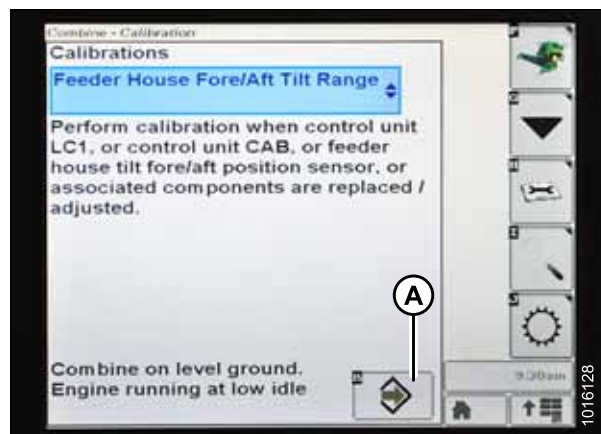 Combine - Calibration
Calibrations
Feeder House Fore/Aft Tilt Range
Perform calibration when control unit
LC1, or control unit CAB, or feeder
house tilt fore/aft position sensor, or
associated components are replaced /
adjusted.
A
Combine on level ground.
Engine running at low idle
9:30am
1016128